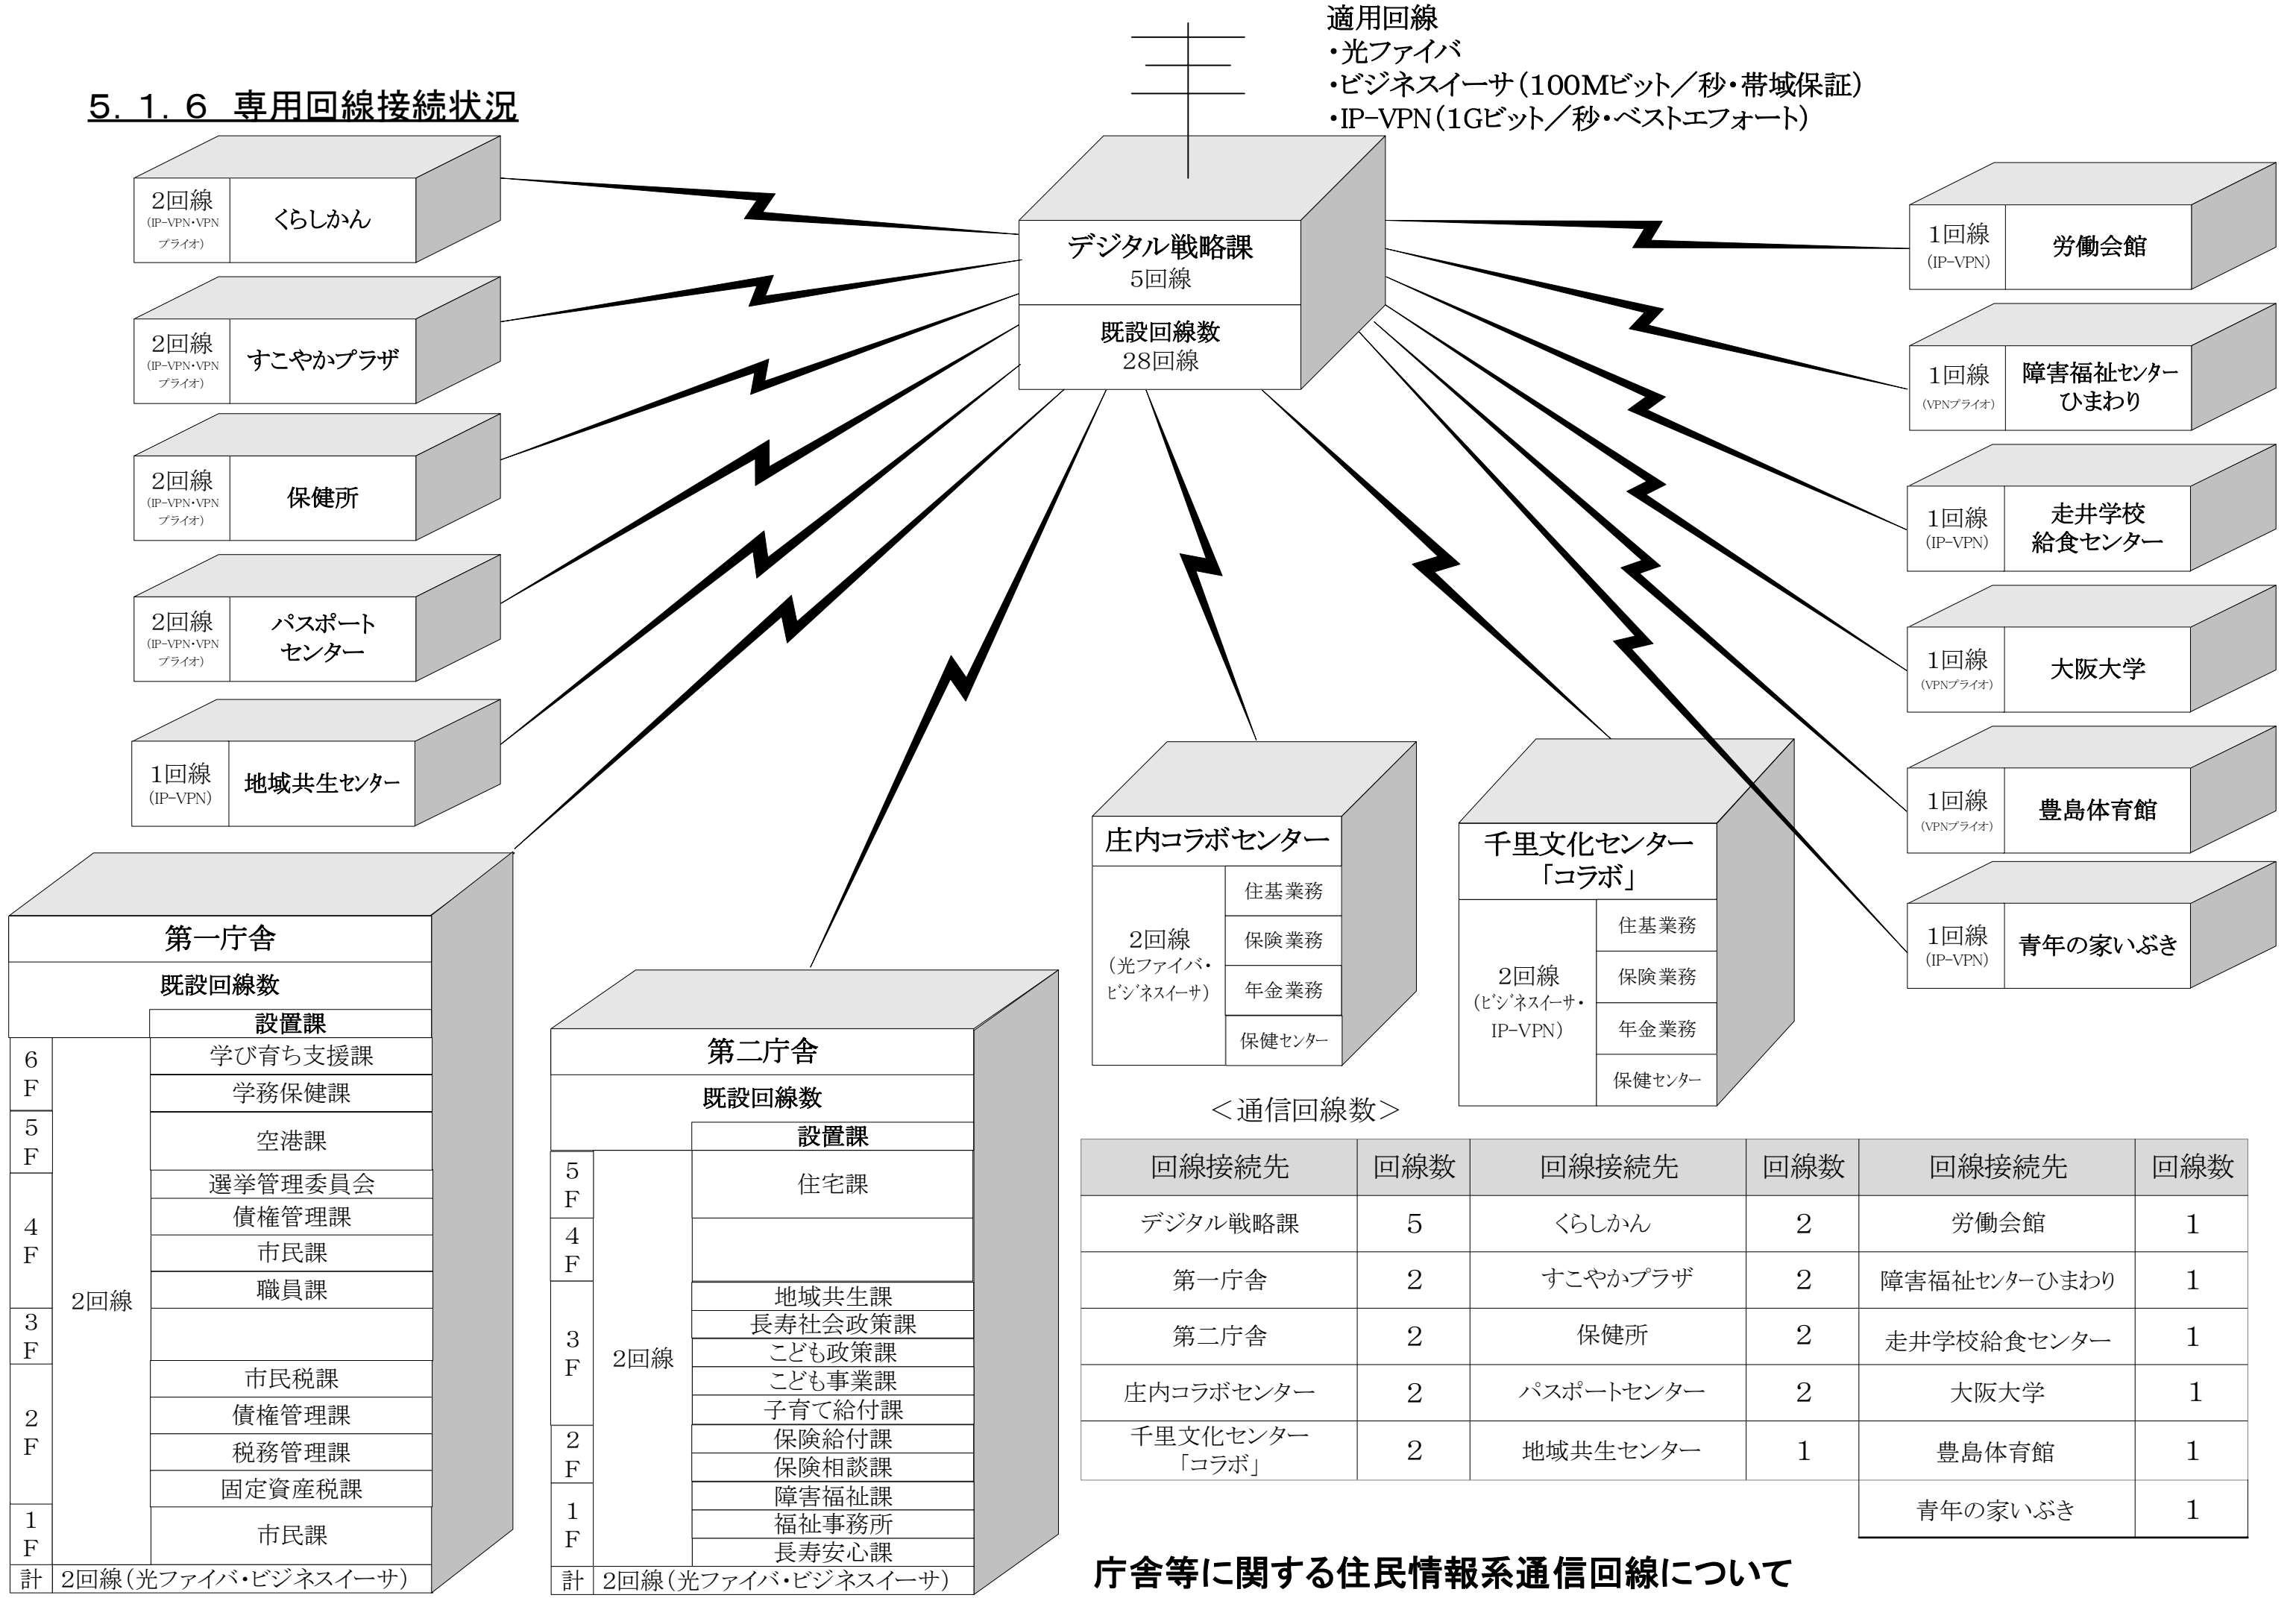 適用回線
・光ファイバ
・ビジネスイーサ（100Mビット／秒・帯域保証）
・IP-VPN（1Gビット／秒・ベストエフォート）
5．1．6　専用回線接続状況
2回線
（IP-VPN・VPN
プライオ）
くらしかん
2回線
（IP-VPN・VPN
プライオ）
すこやかプラザ
2回線
（IP-VPN・VPN
プライオ）
保健所
2回線
（IP-VPN・VPN
プライオ）
パスポート
センター
1回線
（IP-VPN）
地域共生センター
デジタル戦略課
5回線
既設回線数
28回線
1回線
（IP-VPN）
労働会館
1回線
（VPNプライオ）
障害福祉センター
ひまわり
1回線
（IP-VPN）
走井学校
給食センター
1回線
（VPNプライオ）
大阪大学
1回線
（VPNプライオ）
豊島体育館
1回線
（IP-VPN）
青年の家いぶき
第一庁舎
既設回線数
設置課
6
F
5
F
4
F
3
F
2
F
1
F
2回線
学び育ち支援課
学務保健課
空港課
選挙管理委員会
債権管理課
市民課
職員課
市民税課
債権管理課
税務管理課
固定資産税課
市民課
計
2回線（光ファイバ・ビジネスイーサ）
第二庁舎
既設回線数
設置課
5
F
4
F
3
F
2
F
1
F
2回線
住宅課
地域共生課
長寿社会政策課
こども政策課
こども事業課
子育て給付課
保険給付課
保険相談課
障害福祉課
福祉事務所
長寿安心課
計
2回線（光ファイバ・ビジネスイーサ）
庄内コラボセンター
2回線
（光ファイバ・
ビジネスイーサ）
住基業務
保険業務
年金業務
保健センター
千里文化センター
「コラボ」
2回線
（ビジネスイーサ・
IP-VPN）
住基業務
保険業務
年金業務
保健センター
＜通信回線数＞
回線接続先 回線数 回線接続先 回線数 回線接続先 回線数
デジタル戦略課 5 くらしかん 2 労働会館 1
第一庁舎 2 すこやかプラザ 2 障害福祉センターひまわり 1
第二庁舎 2 保健所 2 走井学校給食センター 1
庄内コラボセンター 2 パスポートセンター 2 大阪大学 1
千里文化センター
「コラボ」 2 地域共生センター 1 豊島体育館 1
青年の家いぶき 1
庁舎等に関する住民情報系通信回線について